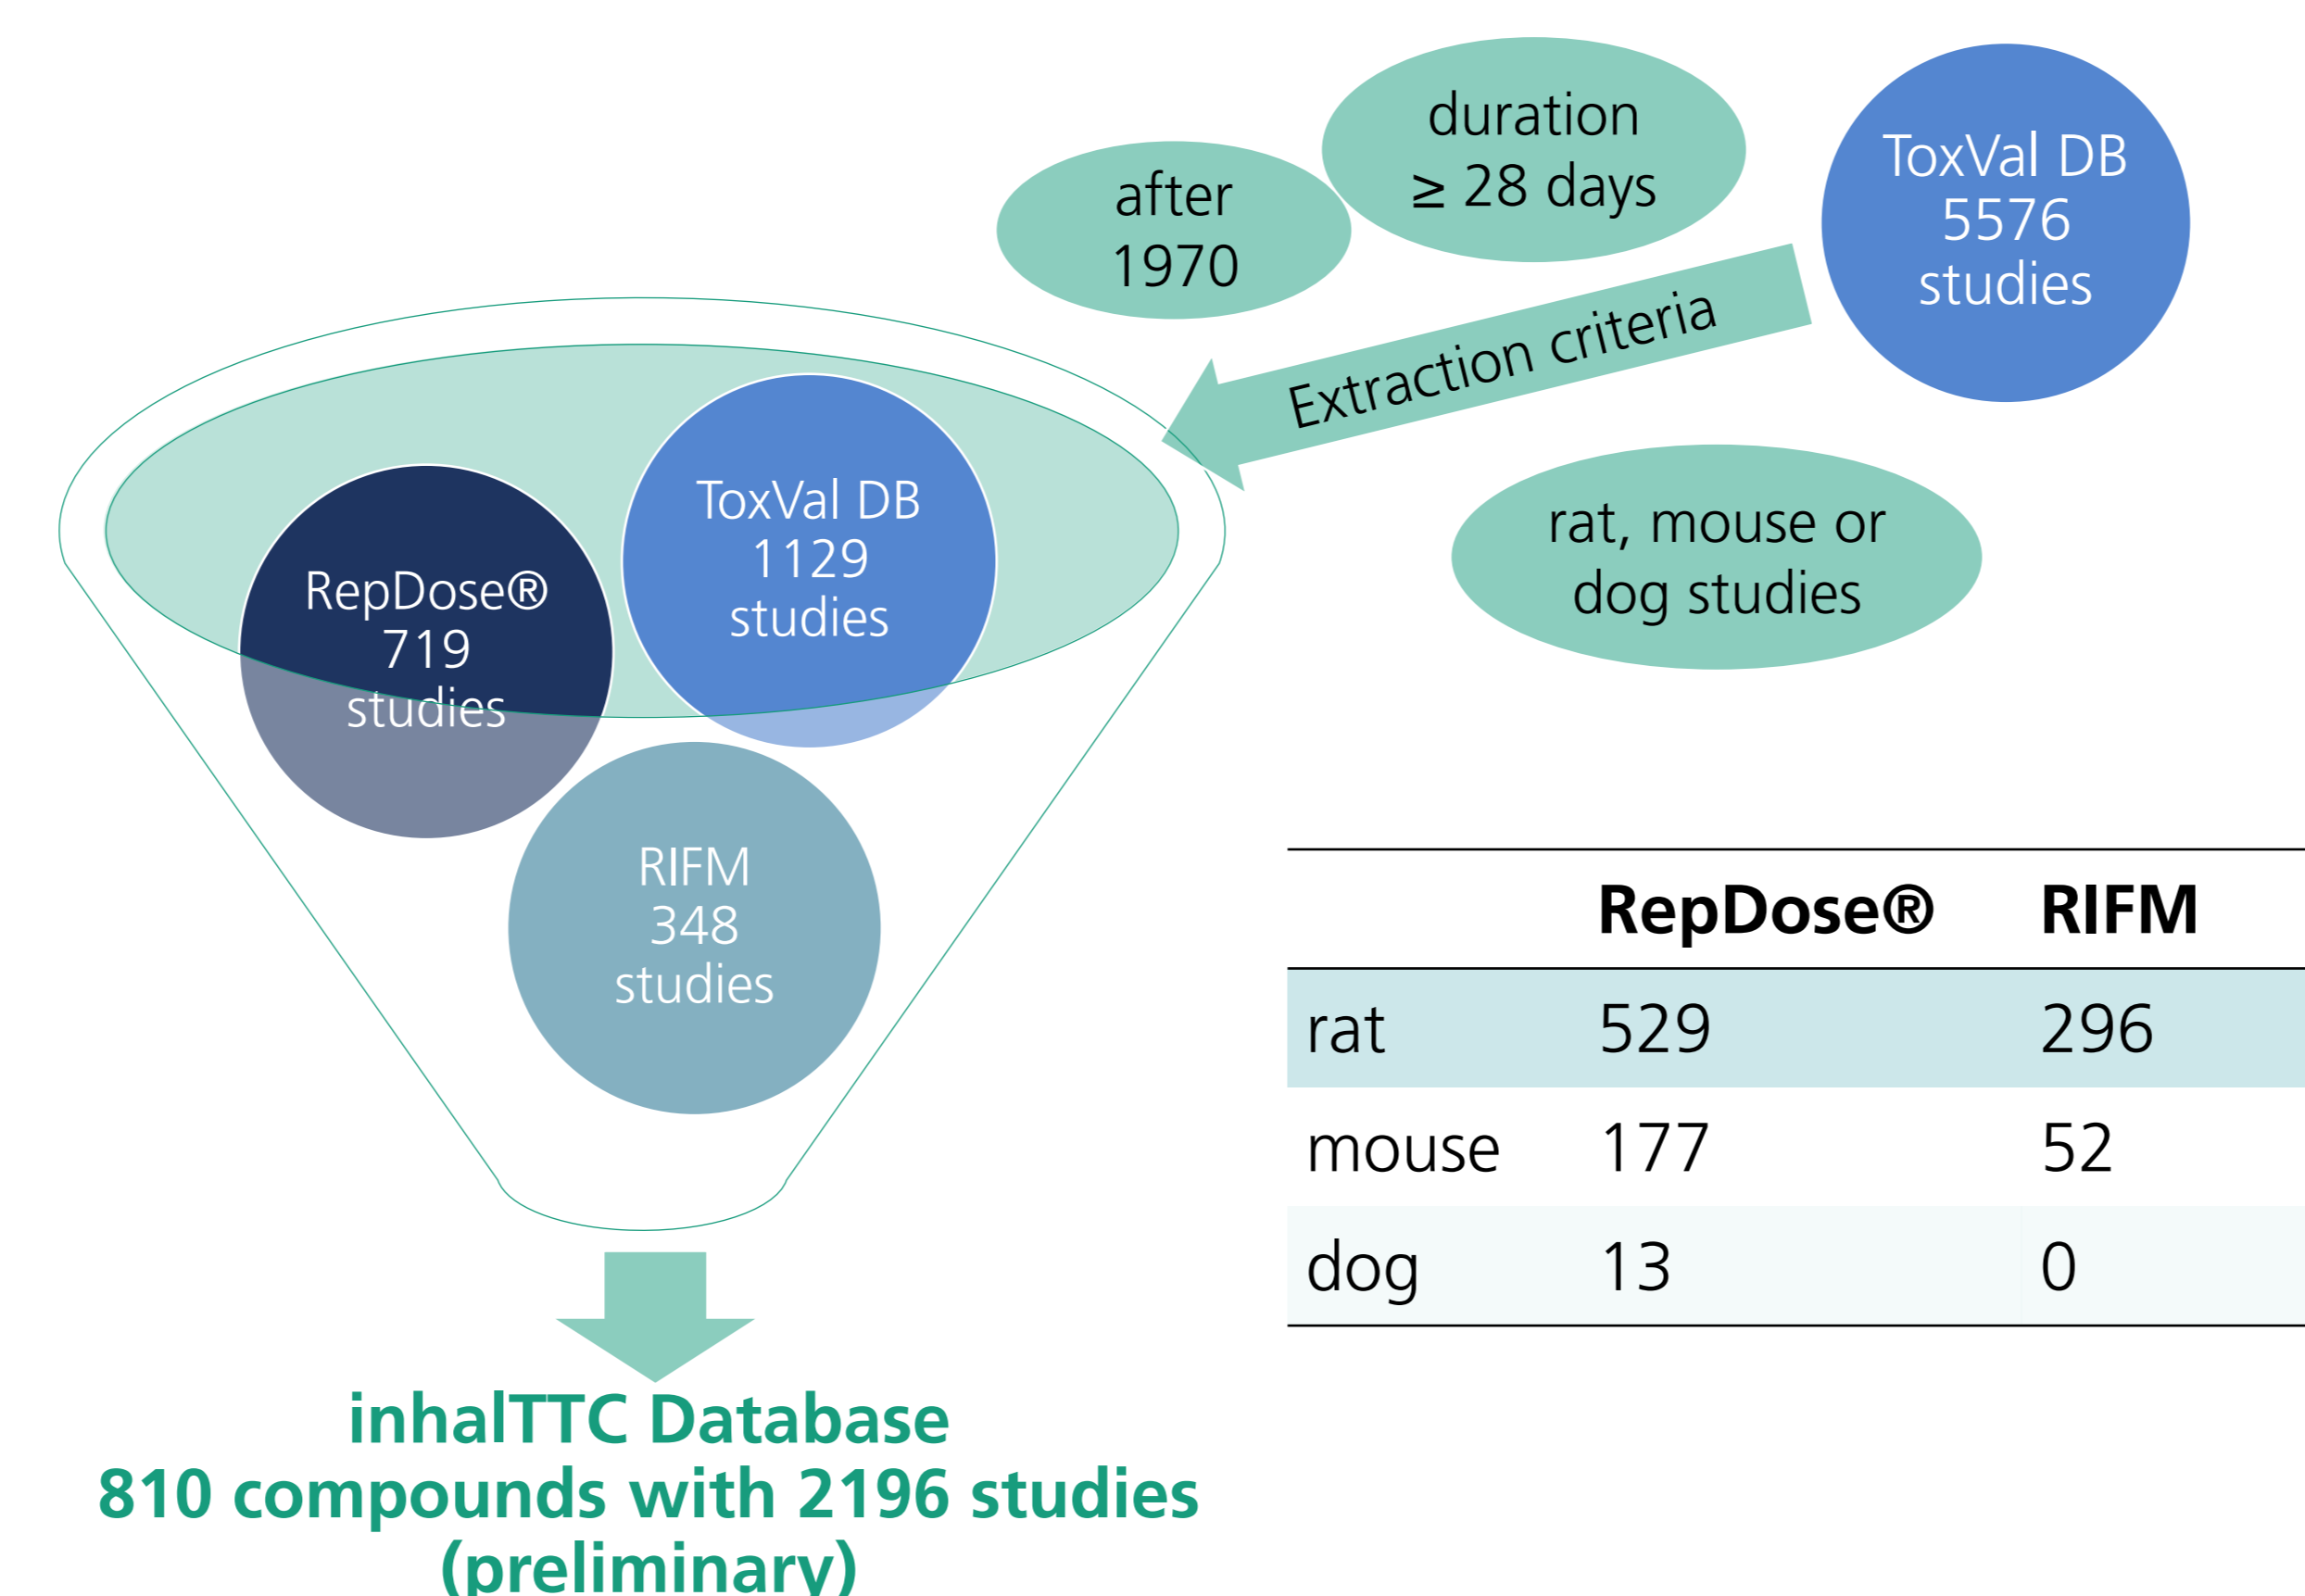 after
1970
duration
≥ 28 days
ToxVal DB
5576
studies
Extraction criteria
rat, mouse or
dog studies
ToxVal DB
1129
studies
RepDose®
719
studies
RIFM
348
studies
RepDose® RIFM
rat 529 296
mouse 177 52
dog 13 0
inhalTTC Database
810 compounds with 2196 studies
(preliminary)